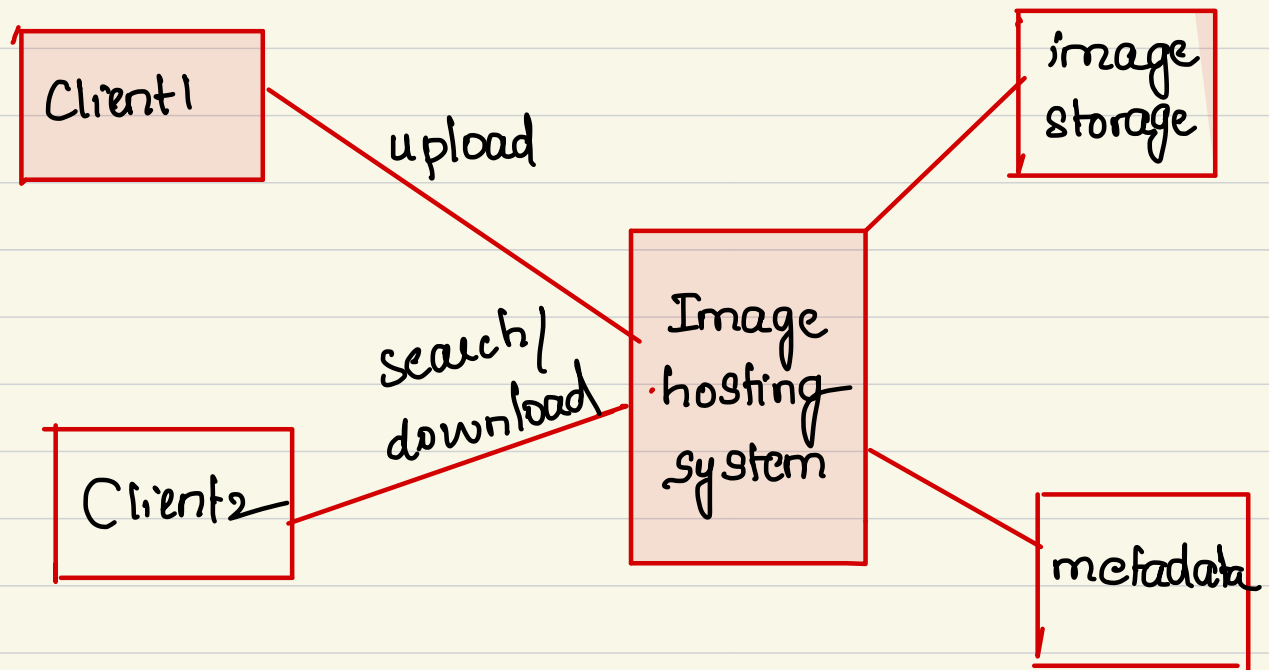 Client1
upload
image
storage
Image
hosting
system
search/
download
Client2
metadata